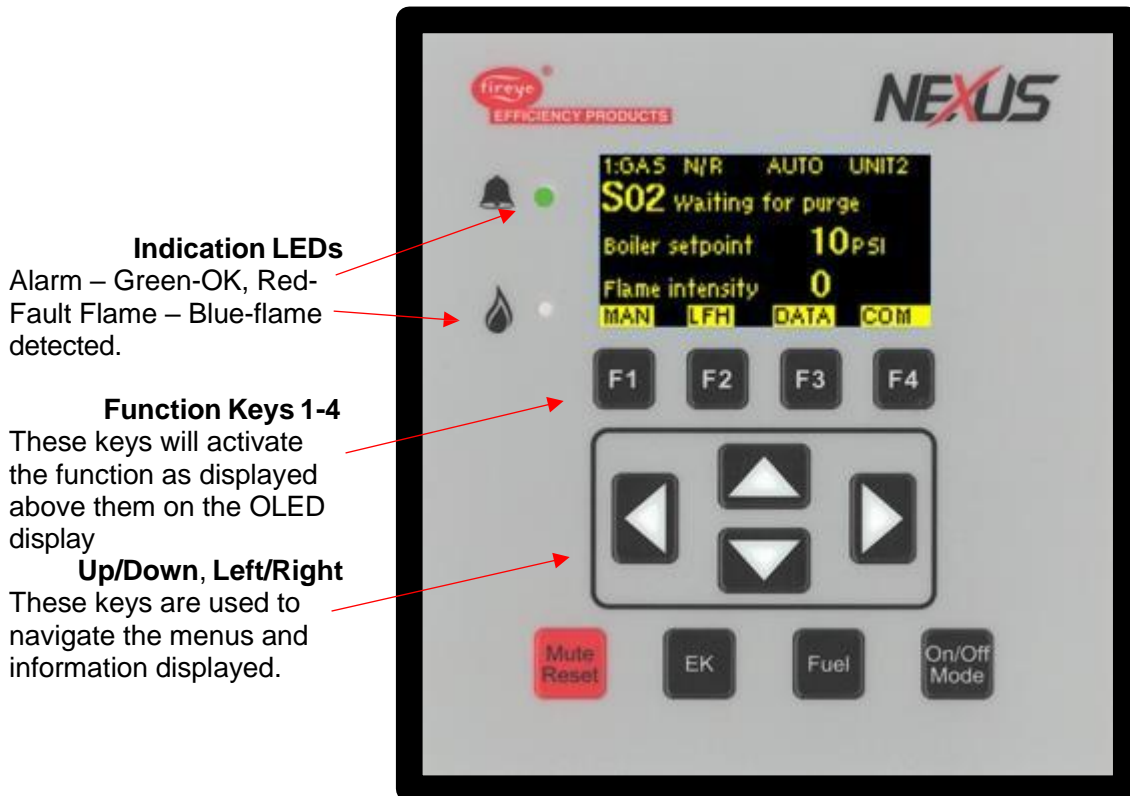 fireye®
EFFICIENCY PRODUCTS
NEXUS
1:GAS N/R AUTO UNIT2
S02 Waiting for purge
Boiler setpoint 10PSI
Flame intensity 0
MAN LFH DATA COM
Indication LEDs
Alarm – Green-OK, Red-
Fault Flame – Blue-flame
detected.
F1 F2 F3 F4
Function Keys 1-4
These keys will activate
the function as displayed
above them on the OLED
display
Up/Down, Left/Right
These keys are used to
navigate the menus and
information displayed.
Mute
Reset
EK
Fuel
On/Off
Mode